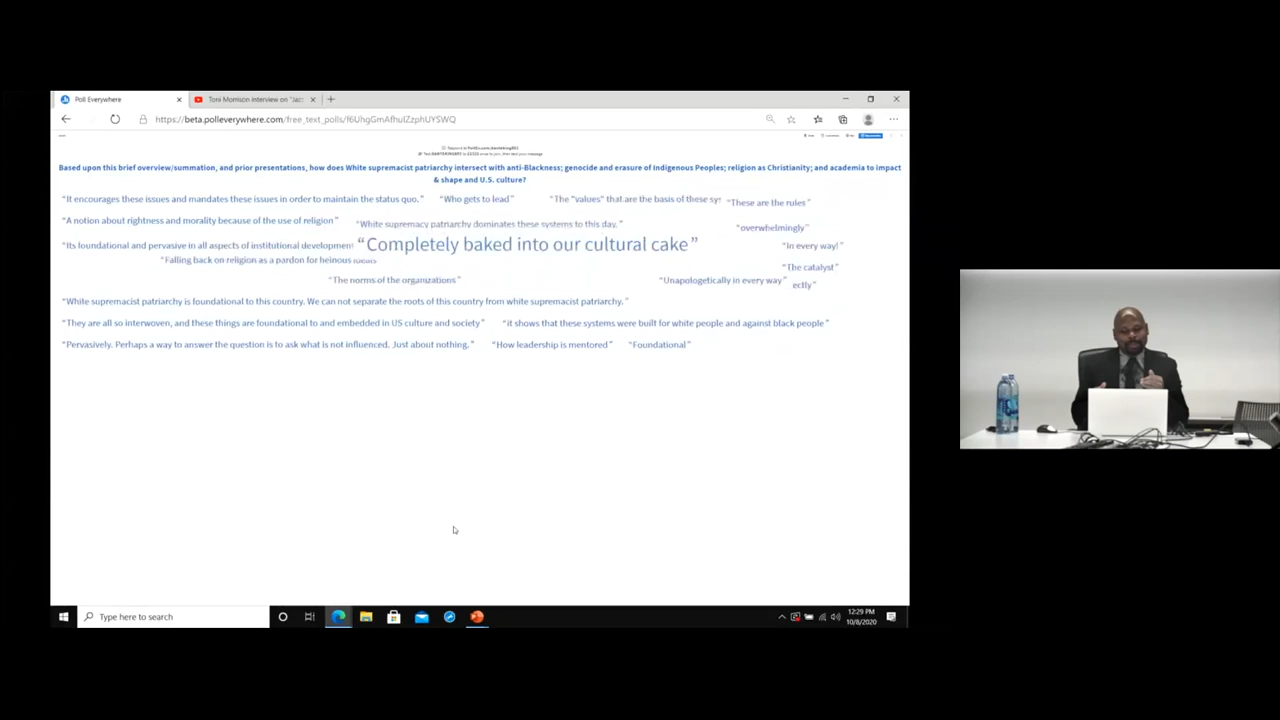 Poll Everywhere
Toni Morrison interview on "Jac
https://beta.polleverywhere.com/free_text_polls/f6UhgGmAfhulZzphUYSWQ
Based upon this brief overview/summation, and prior presentations, how does White supremacist patriarchy intersect with anti-Blackness; genocide and erasure of Indigenous Peoples; religion as Christianity; and academia to impact
& shape and U.S. culture?
“It encourages these issues and mandates these issues in order to maintain the status quo.” “Who gets to lead” “The "values" that are the basis of these sy “These are the rules”
“A notion about rightness and morality because of the use of religion” “White supremacy patriarchy dominates these systems to this day.” “overwhelmingly”
“Its foundational and pervasive in all aspects of institutional development “Completely baked into our cultural cake” “In every way!”
“Falling back on religion as a pardon for heinous ideals “The catalyst”
“The norms of the organizations” “Unapologetically in every way” ectly”
“White supremacist patriarchy is foundational to this country. We can not separate the roots of this country from white supremacist patriarchy.”
“They are all so interwoven, and these things are foundational to and embedded in US culture and society” “it shows that these systems were built for white people and against black people”
“Pervasively. Perhaps a way to answer the question is to ask what is not influenced. Just about nothing.” “How leadership is mentored” “Foundational”
Type here to search
12:29 PM
10/8/2020